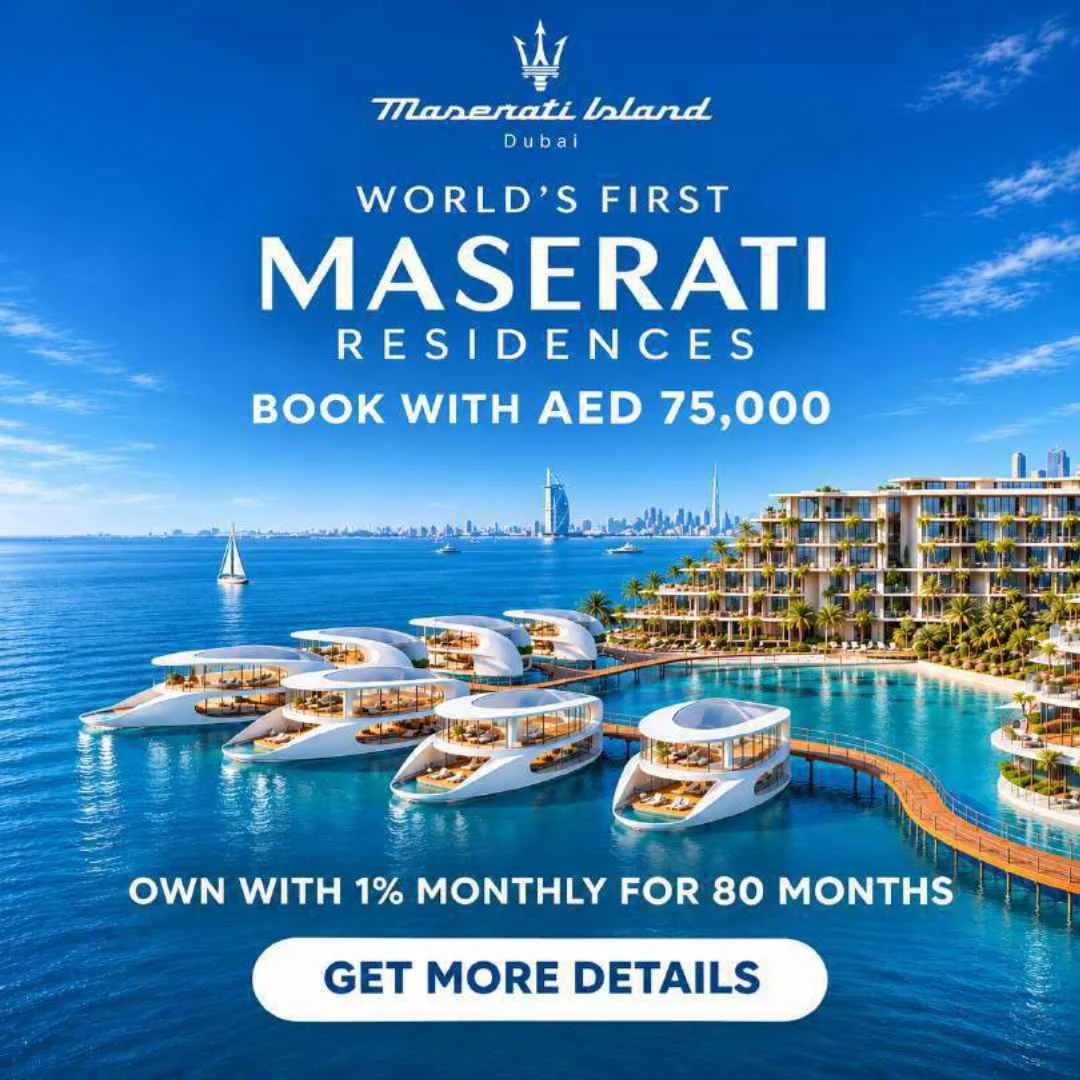 Maserati Island
Dubai
WORLD'S FIRST
MASERATI
RESIDENCES
BOOK WITH AED 75,000
OWN WITH 1% MONTHLY FOR 80 MONTHS
GET MORE DETAILS